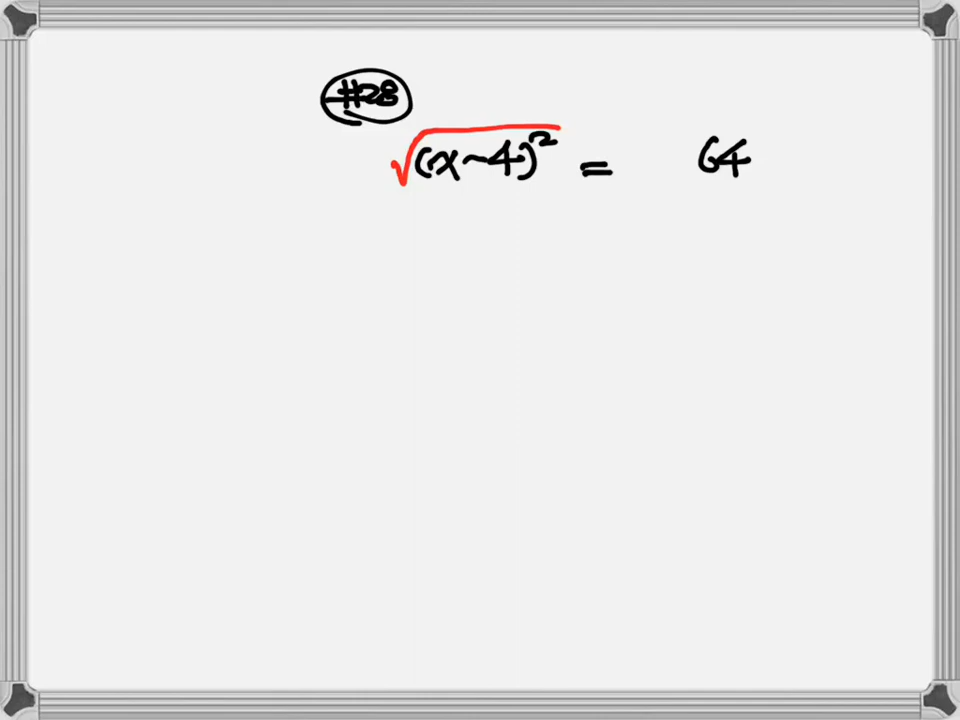 #28
√(x-4)² = 64